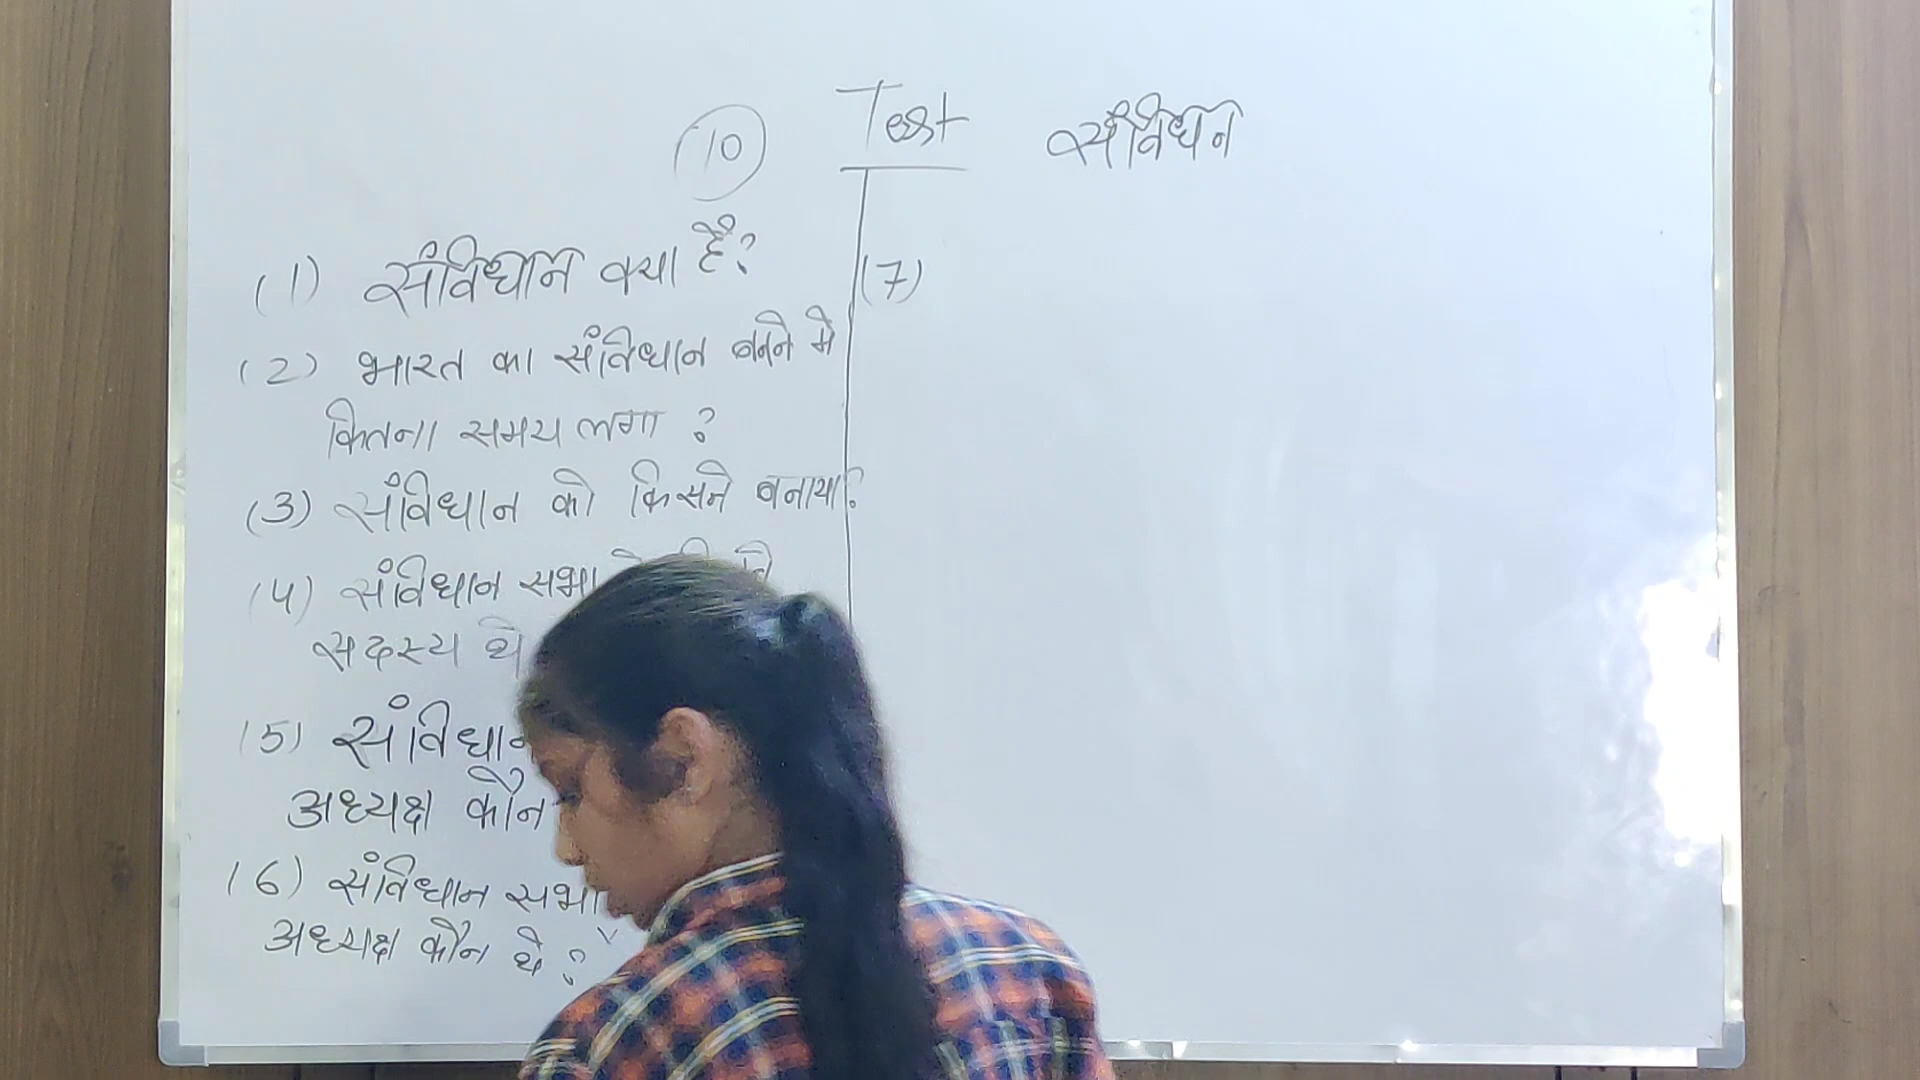 10 Test संविधान
(1) संविधान क्या है?
(2) भारत का संविधान बनने मे
कितना समय लगा ?
(3) संविधान को किसने बनाया?
(4) संविधान सभा
सदस्य थे
(5) संविधान
अध्यक्ष कौन
(6) संविधान सभा
अध्यक्ष कौन थे ?
(7)